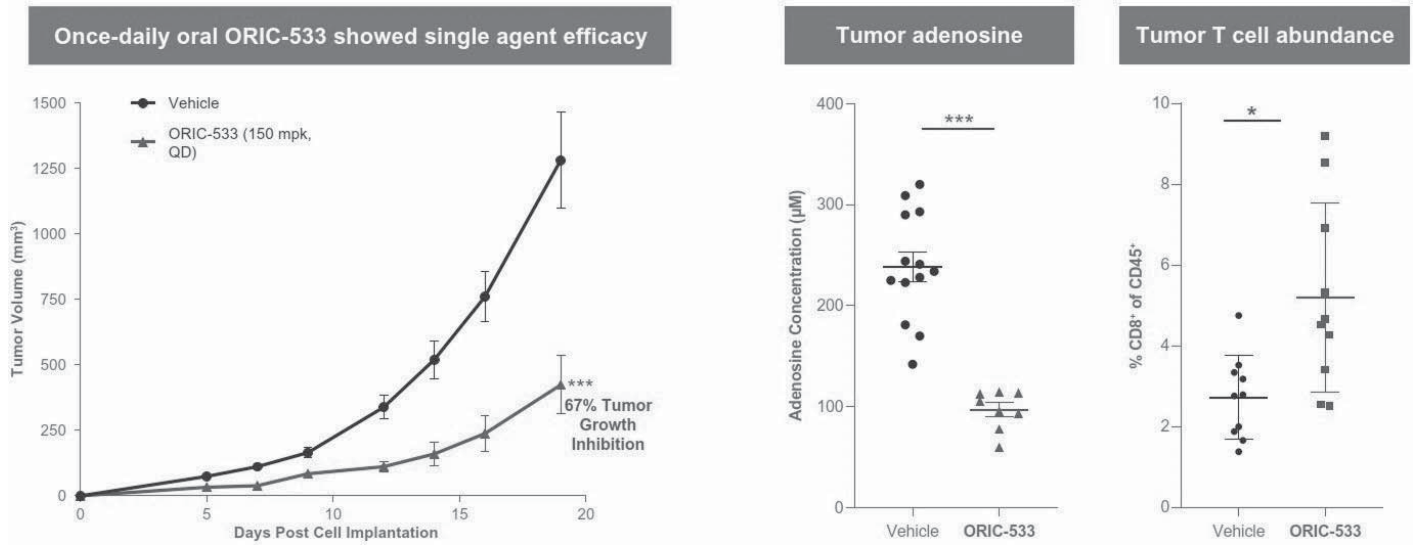 Once-daily oral ORIC-533 showed single agent efficacy
Tumor Volume (mm³)
1500
1250
1000
750
500
250
0
Vehicle
ORIC-533 (150 mpk,
QD)
***
67% Tumor
Growth
Inhibition
0
5
10
15
20
Days Post Cell Implantation
Tumor adenosine
Adenosine Concentration (µM)
400
300
200
100
0
***
Vehicle
ORIC-533
Tumor T cell abundance
% CD8⁺ of CD45⁺
10
8
6
4
2
0
*
Vehicle
ORIC-533